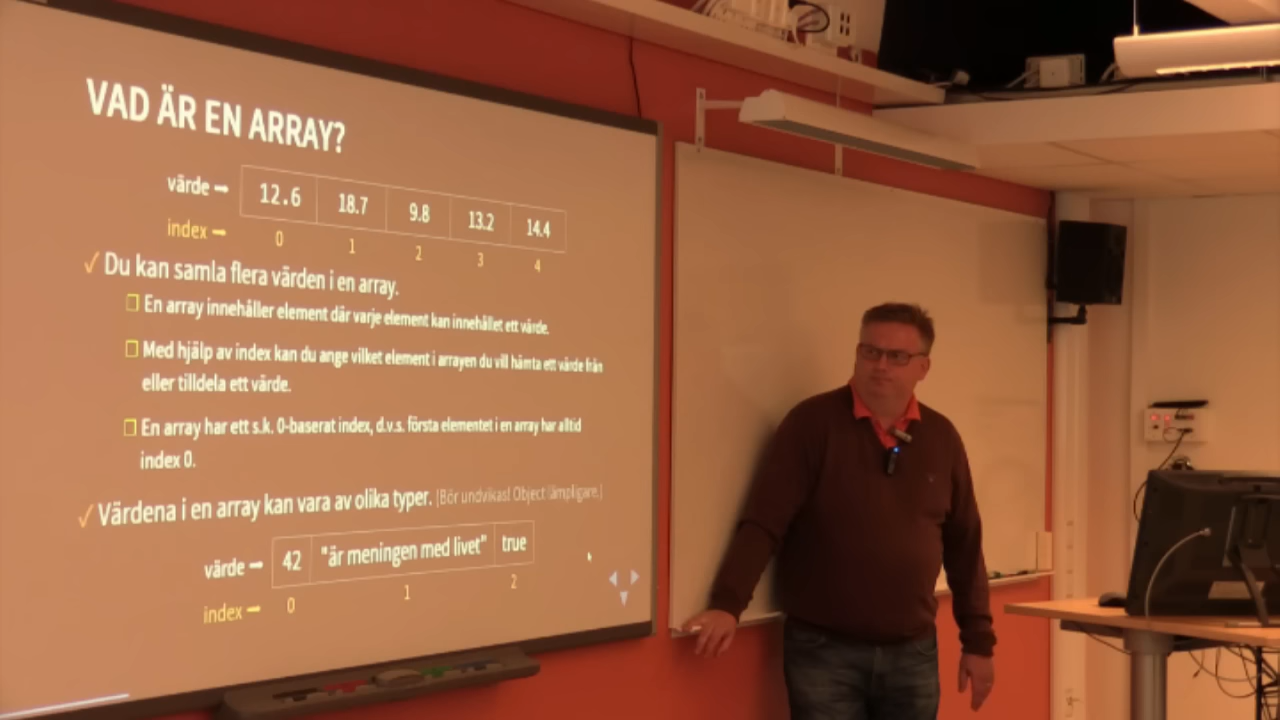 VAD ÄR EN ARRAY?
värde → 12.6 18.7 9.8 13.2 14.4
index → 0 1 2 3 4
✓ Du kan samla flera värden i en array.
❒ En array innehåller element där varje element kan innehållet ett värde.
❒ Med hjälp av index kan du ange vilket element i arrayen du vill hämta ett värde från
eller tilldela ett värde.
❒ En array har ett s.k. 0-baserat index, d.v.s. första elementet i en array har alltid
index 0.
✓ Värdena i en array kan vara av olika typer. (Bör undvikas! Object lämpligare.)
värde → 42 "är meningen med livet" true
index → 0 1 2